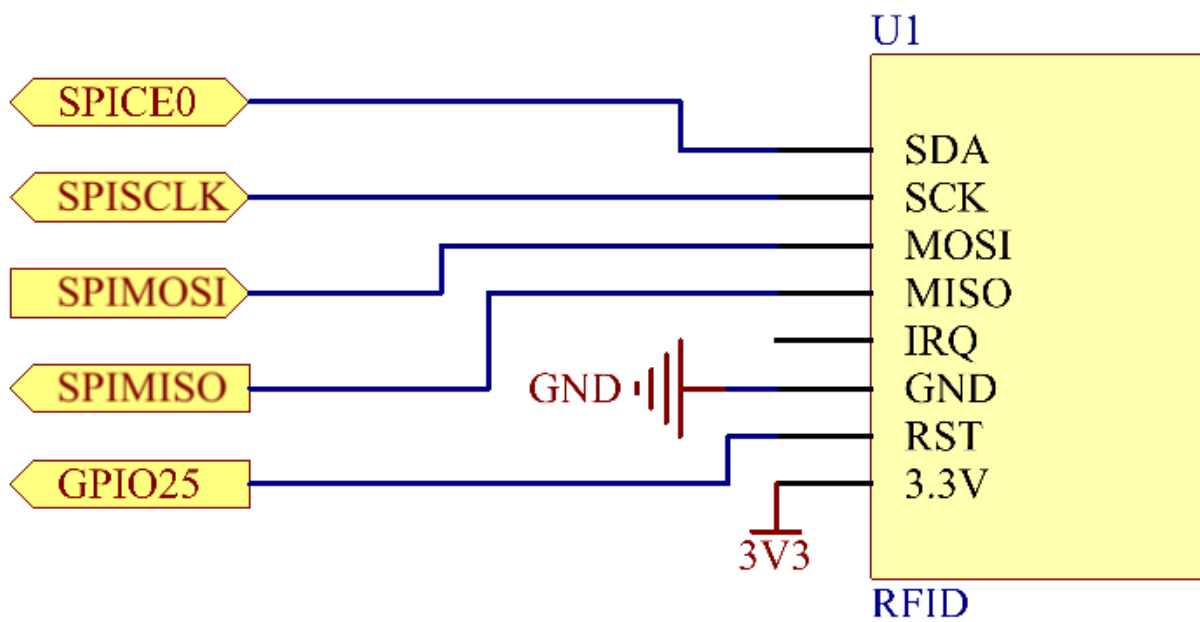 U1
SPICE0
SDA
SPISCLK
SCK
MOSI
SPIMOSI
MISO
IRQ
SPIMISO
GND
GND
RST
GPIO25
3.3V
3V3
RFID